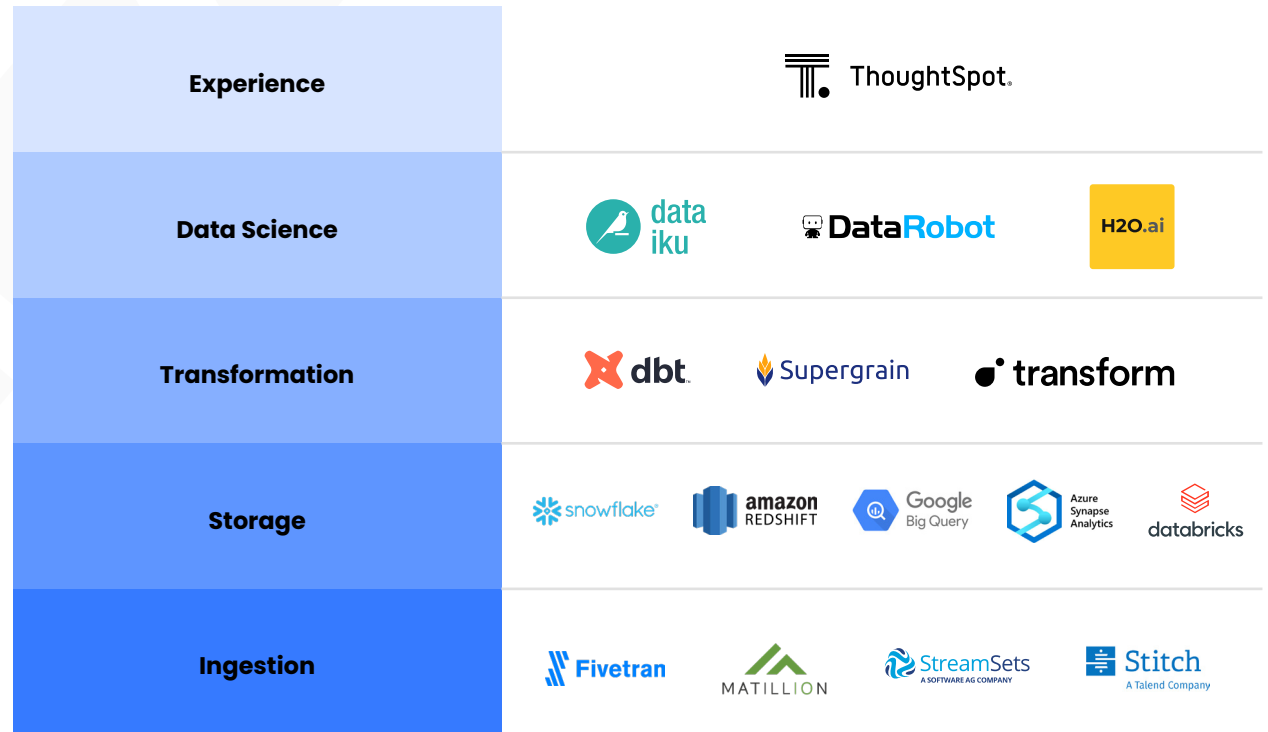 Experience
ThoughtSpot®
Data Science
data
iku
DataRobot
H2O.ai
Transformation
dbt™
Supergrain
transform
Storage
snowflake®
amazon
REDSHIFT
Google
Big Query
Azure
Synapse
Analytics
databricks
Ingestion
Fivetran
MATILLION
StreamSets
A SOFTWARE AG COMPANY
Stitch
A Talend Company